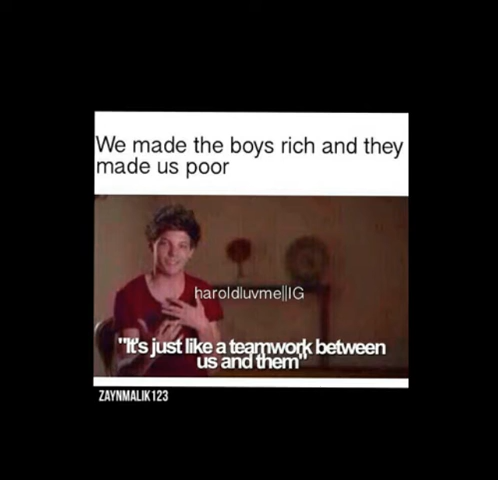 We made the boys rich and they
made us poor
haroldluvme||IG
"It's just like a teamwork between
us and them"
ZAYNMALIK123